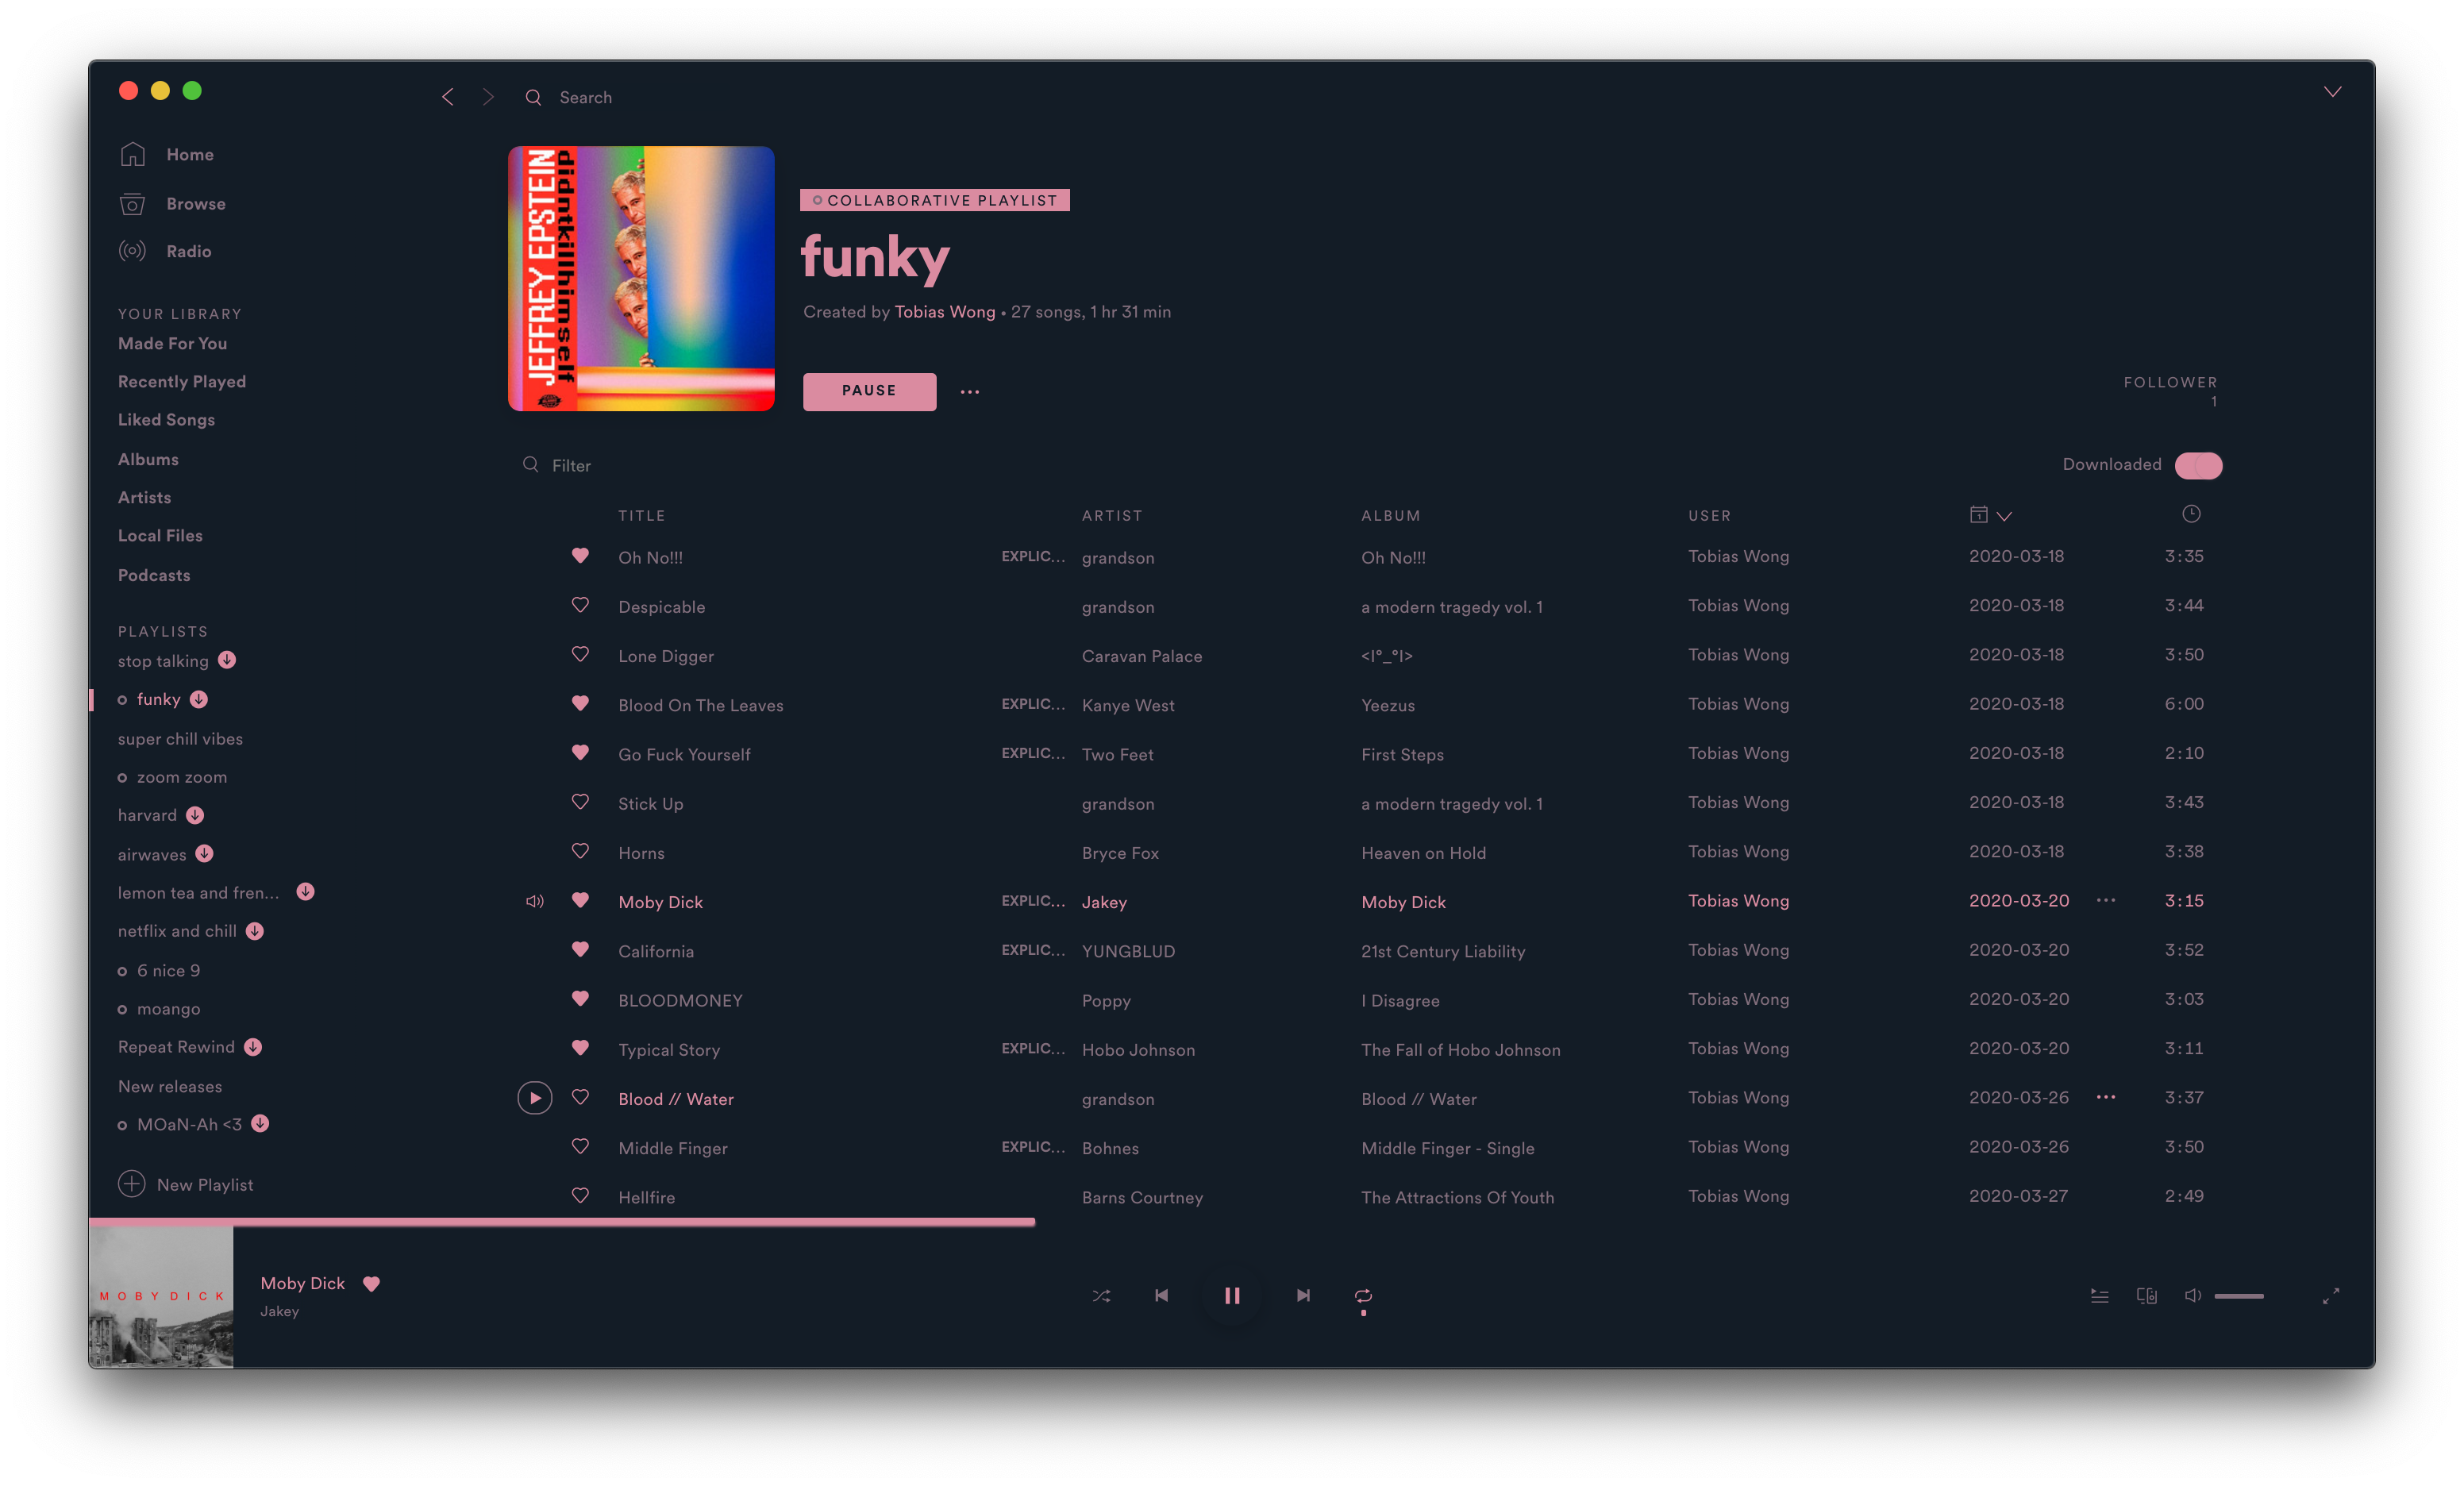 Search
Home
Browse
Radio
YOUR LIBRARY
Made For You
Recently Played
Liked Songs
Albums
Artists
Local Files
Podcasts
PLAYLISTS
stop talking
funky
super chill vibes
zoom zoom
harvard
airwaves
lemon tea and fren...
netflix and chill
6 nice 9
moango
Repeat Rewind
New releases
MOaN-Ah <3
New Playlist
JEFFREY EPSTEIN
didntkillhimself
COLLABORATIVE PLAYLIST
funky
Created by Tobias Wong • 27 songs, 1 hr 31 min
PAUSE
FOLLOWER
1
Filter
Downloaded
TITLE ARTIST ALBUM USER
Oh No!!! EXPLIC... grandson Oh No!!! Tobias Wong 2020-03-18 3:35
Despicable grandson a modern tragedy vol. 1 Tobias Wong 2020-03-18 3:44
Lone Digger Caravan Palace <I°_°I> Tobias Wong 2020-03-18 3:50
Blood On The Leaves EXPLIC... Kanye West Yeezus Tobias Wong 2020-03-18 6:00
Go Fuck Yourself EXPLIC... Two Feet First Steps Tobias Wong 2020-03-18 2:10
Stick Up grandson a modern tragedy vol. 1 Tobias Wong 2020-03-18 3:43
Horns Bryce Fox Heaven on Hold Tobias Wong 2020-03-18 3:38
Moby Dick EXPLIC... Jakey Moby Dick Tobias Wong 2020-03-20 3:15
California EXPLIC... YUNGBLUD 21st Century Liability Tobias Wong 2020-03-20 3:52
BLOODMONEY Poppy I Disagree Tobias Wong 2020-03-20 3:03
Typical Story EXPLIC... Hobo Johnson The Fall of Hobo Johnson Tobias Wong 2020-03-20 3:11
Blood // Water grandson Blood // Water Tobias Wong 2020-03-26 3:37
Middle Finger EXPLIC... Bohnes Middle Finger - Single Tobias Wong 2020-03-26 3:50
Hellfire Barns Courtney The Attractions Of Youth Tobias Wong 2020-03-27 2:49
MOBY DICK
Moby Dick
Jakey